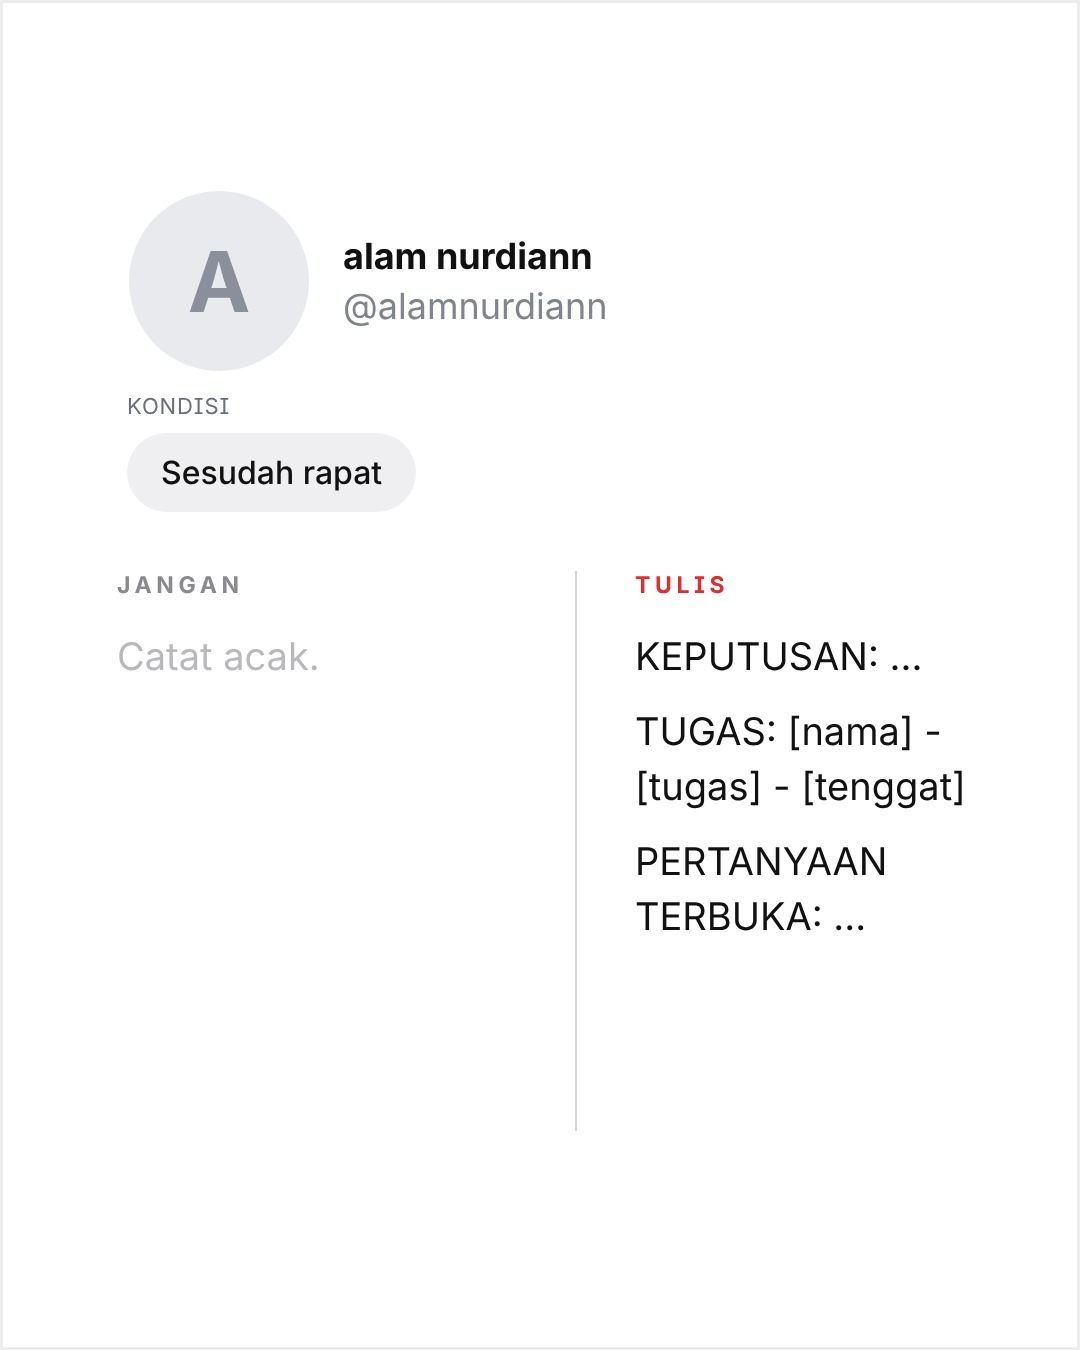 A
alam nurdiann
@alamnurdiann
KONDISI
Sesudah rapat
JANGAN
Catat acak.
TULIS
KEPUTUSAN: ...
TUGAS: [nama] -
[tugas] - [tenggat]
PERTANYAAN
TERBUKA: ...